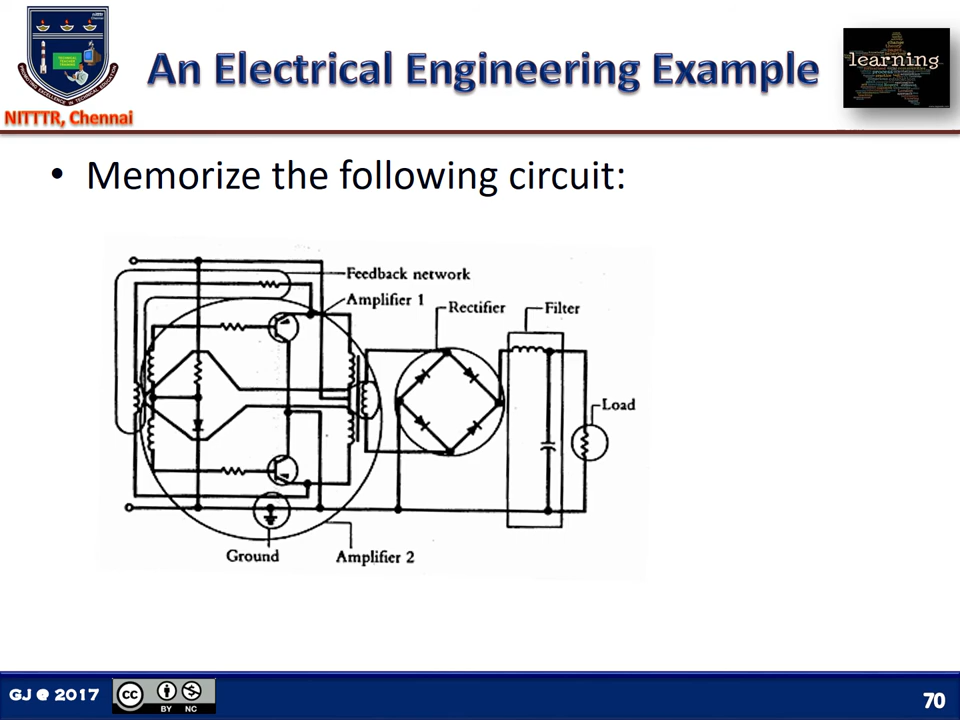 An Electrical Engineering Example
NITTTR, Chennai
learning
• Memorize the following circuit:
Feedback network
Amplifier 1
Rectifier
Filter
Load
Ground
Amplifier 2
GJ @ 2017
cc
BY NC
70